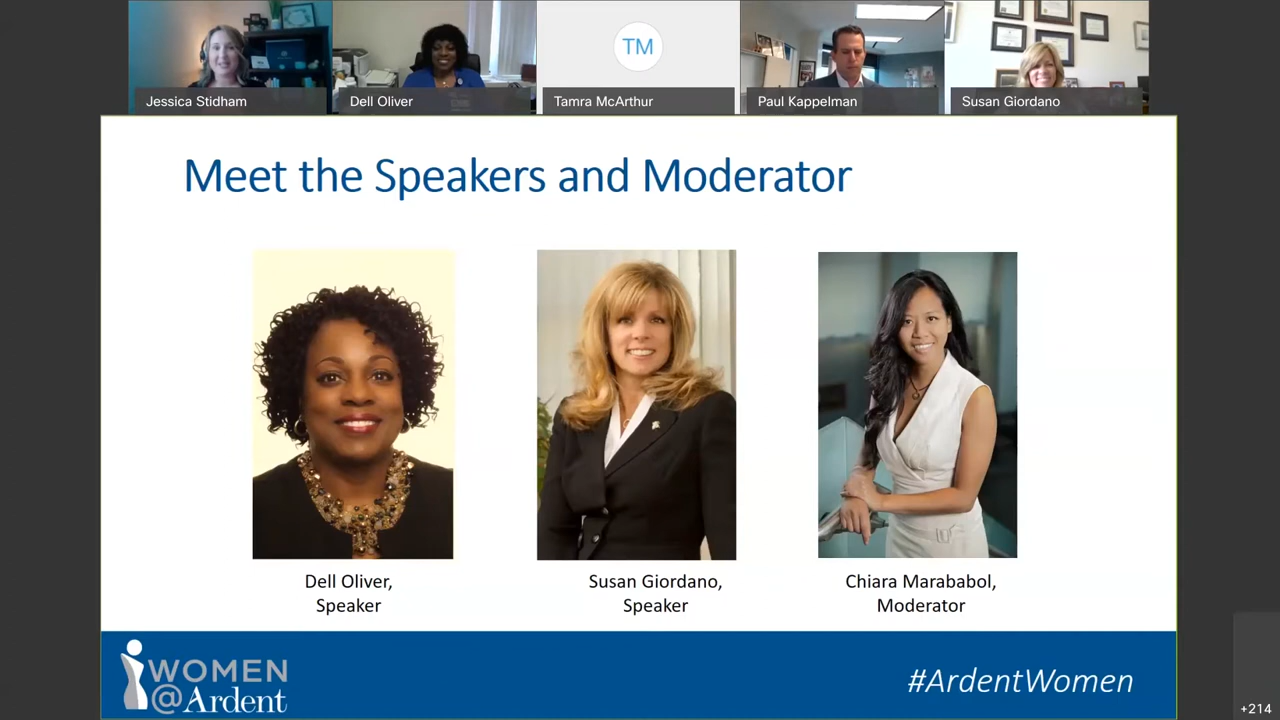 Jessica Stidham
Dell Oliver
TM
Tamra McArthur
Paul Kappelman
Susan Giordano
Meet the Speakers and Moderator
Dell Oliver,
Speaker
Susan Giordano,
Speaker
Chiara Marababol,
Moderator
WOMEN
@Ardent
#ArdentWomen
+214